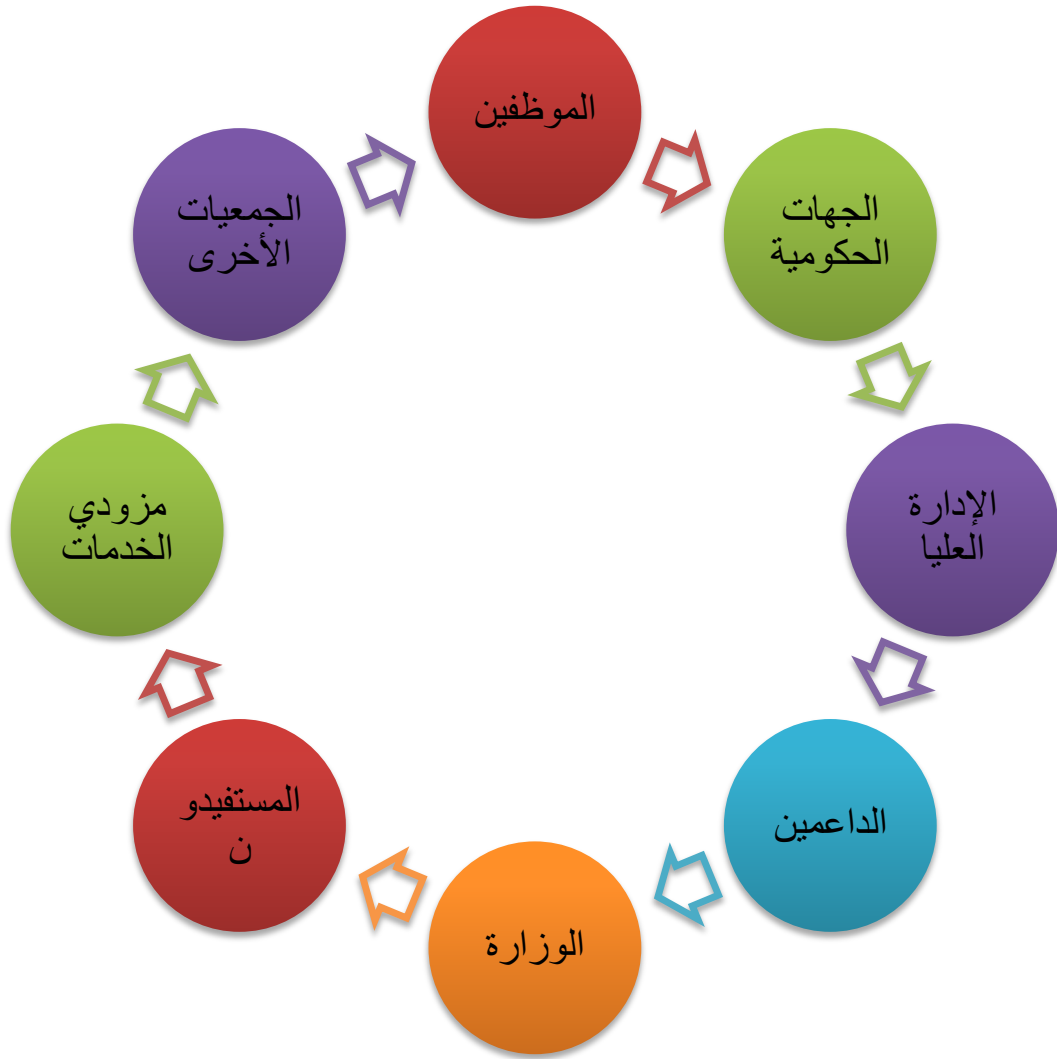 الموظفين
الجهات
الحكومية
الإدارة
العليا
الداعمين
الوزارة
المستفيدو
ن
مزودي
الخدمات
الجمعيات
الأخرى